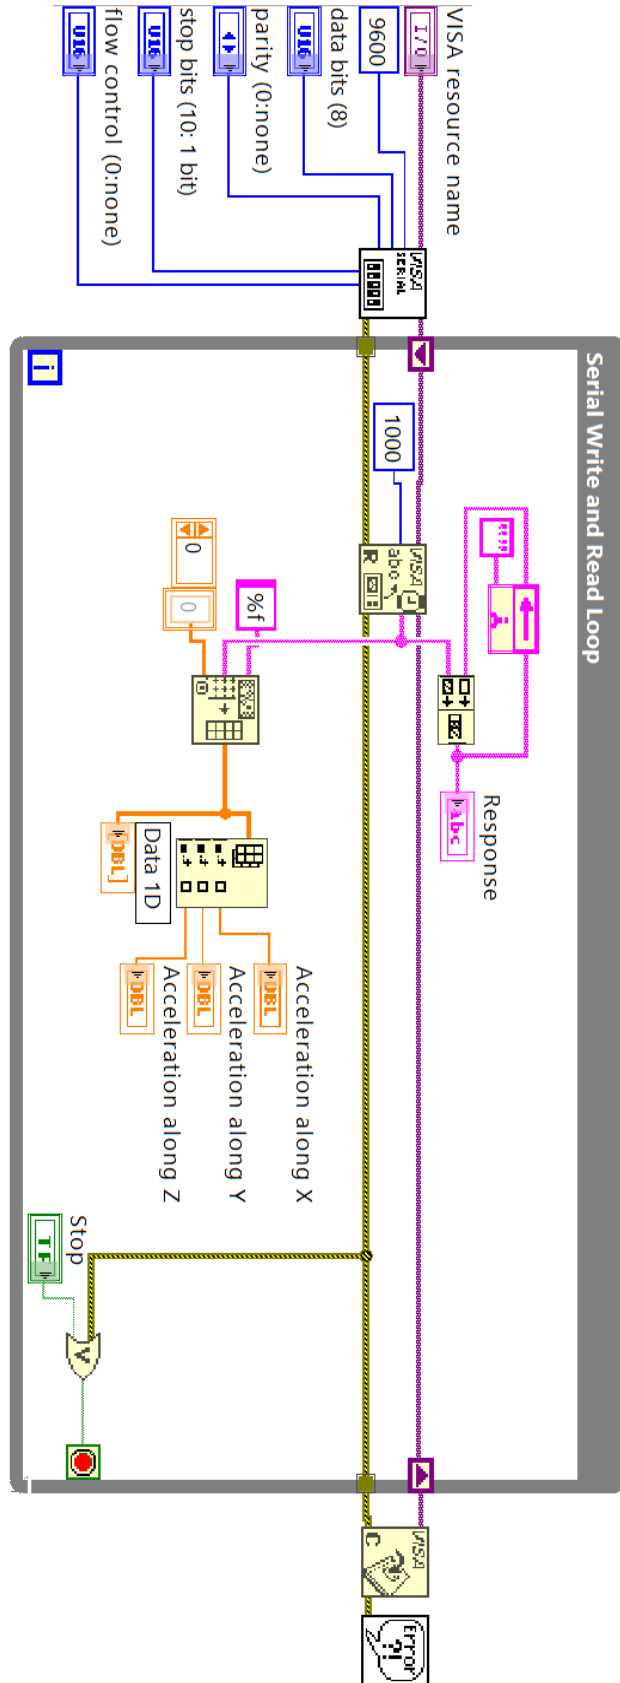 VISA resource name
I/O
9600
data bits (8)
U16
parity (0:none)
stop bits (10: 1 bit)
U16
flow control (0:none)
U16
VISA
SERIAL
Serial Write and Read Loop
i
1000
VISA
abc
R
Response
abc
%f
0
0
Data 1D
DBL]
Acceleration along X
DBL
Acceleration along Y
DBL
Acceleration along Z
DBL
Stop
TF
V
VISA
C
Error
?!